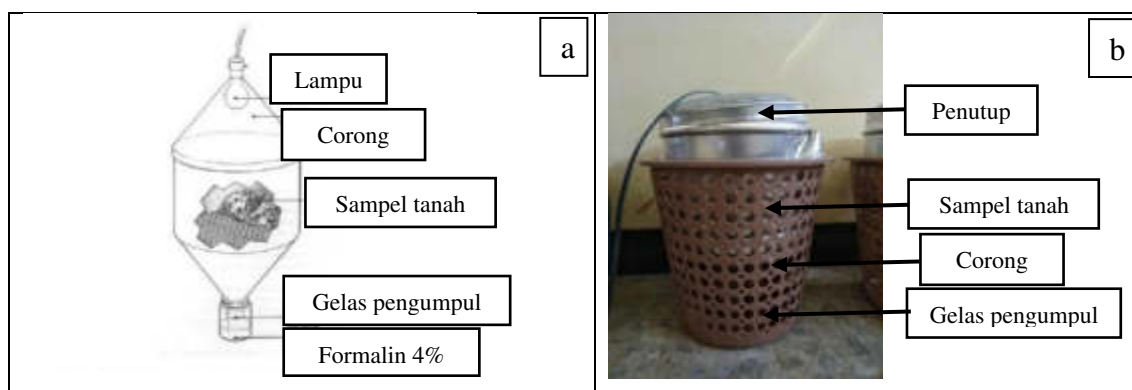 a
Lampu
Corong
Sampel tanah
Gelas pengumpul
Formalin 4%
b
Penutup
Sampel tanah
Corong
Gelas pengumpul